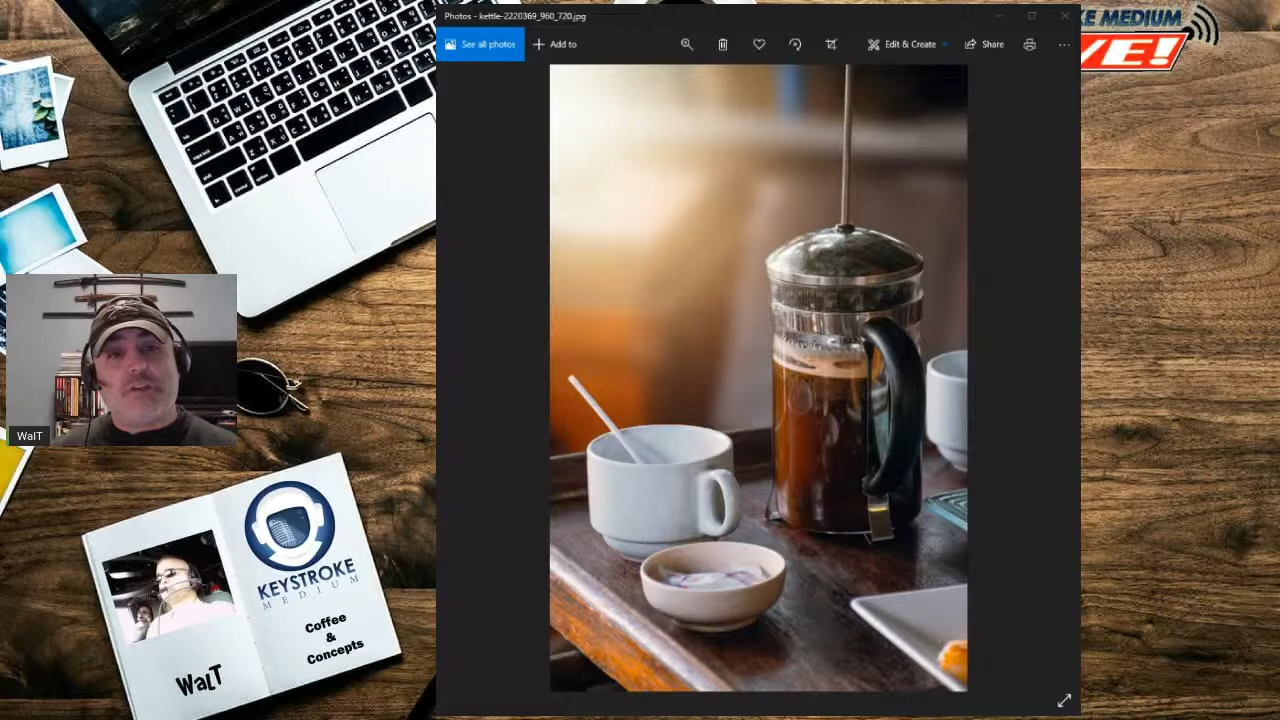 Photos - kettle-2220369_960_720.jpg
See all photos
Add to
Edit & Create
Share
KE MEDIUM
VE!
WalT
KEYSTROKE
MEDIUM
Coffee
&
Concepts
WaLT